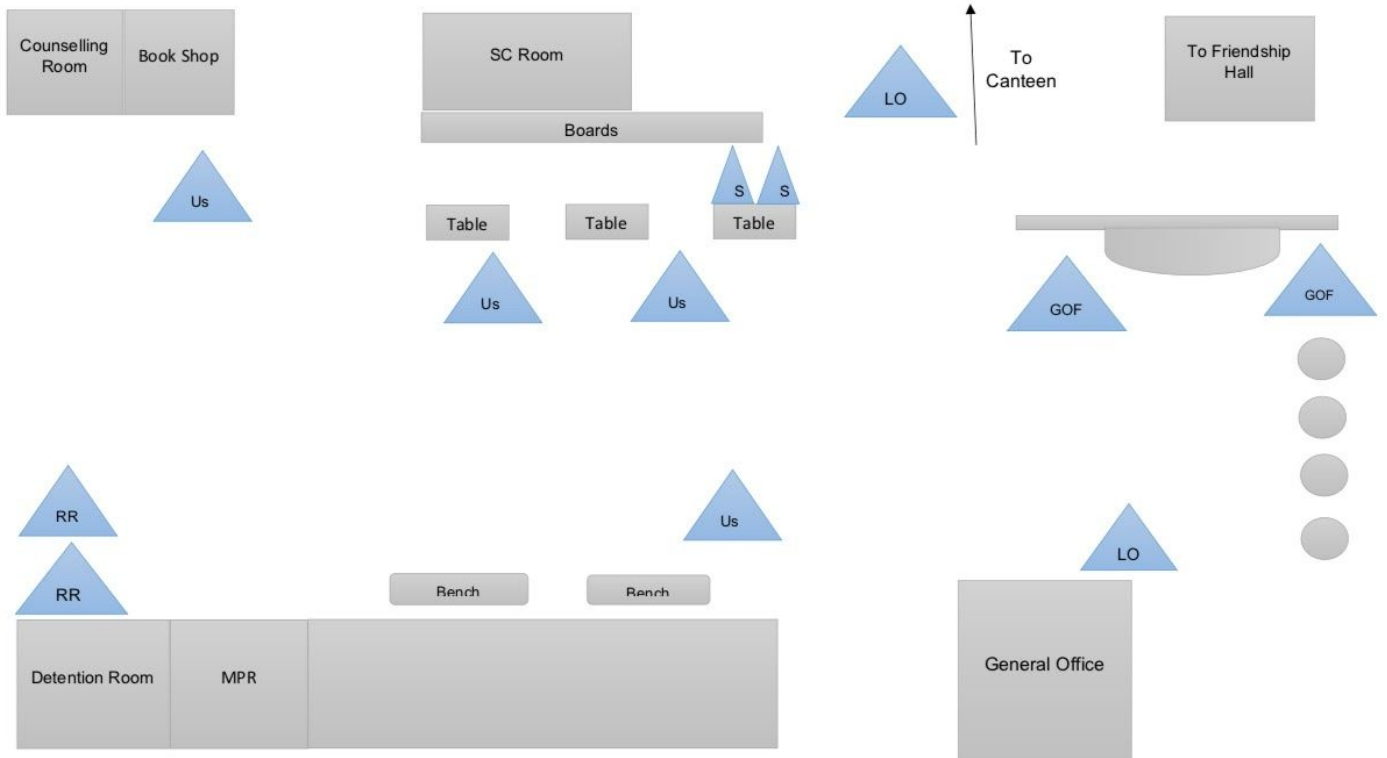 Counselling
Room
Book Shop
SC Room
Boards
LO
To
Canteen
To Friendship
Hall
Us
S
S
Table
Table
Table
Us
Us
GOF
GOF
RR
RR
Us
LO
Bench
Bench
Detention Room
MPR
General Office